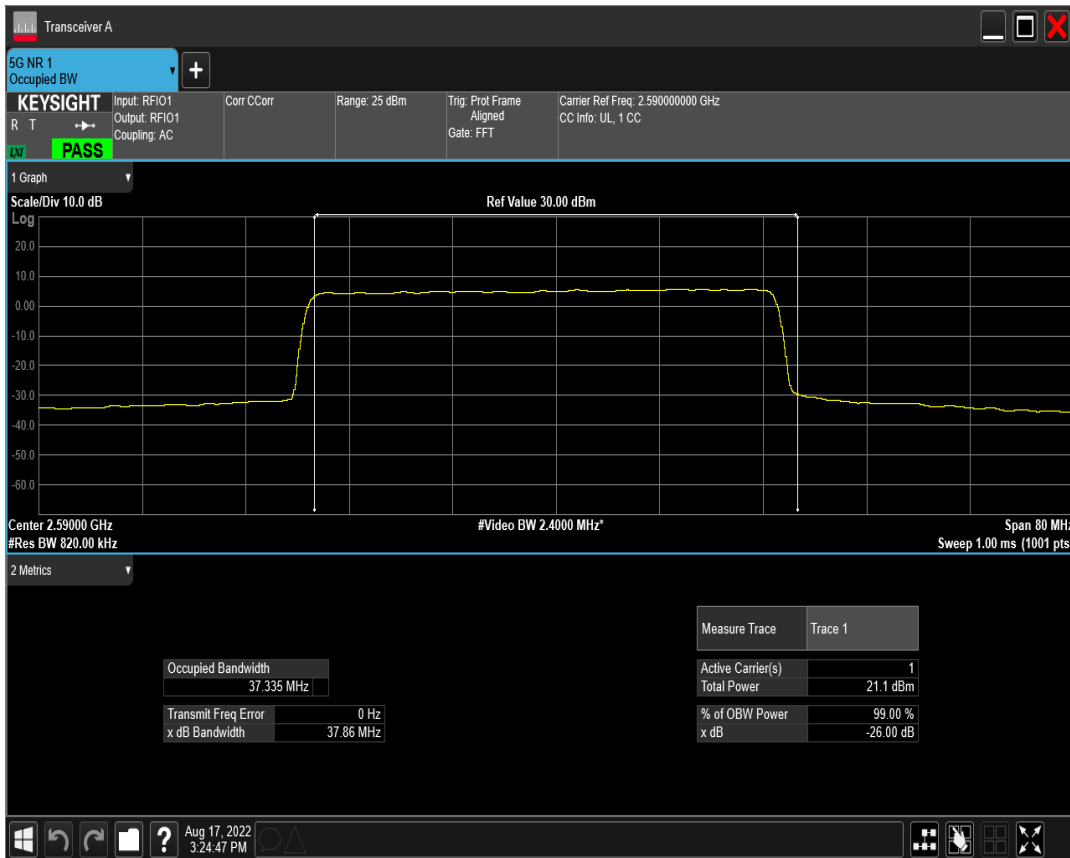 Transceiver A
5G NR 1
Occupied BW
+
KEYSIGHT
R T
LXI
PASS
Input: RFIO1
Output: RFIO1
Coupling: AC
Corr CCorr
Range: 25 dBm
Trig: Prot Frame
Aligned
Gate: FFT
Carrier Ref Freq: 2.590000000 GHz
CC Info: UL, 1 CC
1 Graph
Scale/Div 10.0 dB
Ref Value 30.00 dBm
Log
20.0
10.0
0.00
-10.0
-20.0
-30.0
-40.0
-50.0
-60.0
Center 2.59000 GHz
#Video BW 2.4000 MHz*
Span 80 MHz
#Res BW 820.00 kHz
Sweep 1.00 ms (1001 pts
2 Metrics
Measure Trace Trace 1
Occupied Bandwidth
37.335 MHz
Active Carrier(s) 1
Total Power 21.1 dBm
Transmit Freq Error 0 Hz
x dB Bandwidth 37.86 MHz
% of OBW Power 99.00 %
x dB -26.00 dB
?
Aug 17, 2022
3:24:47 PM